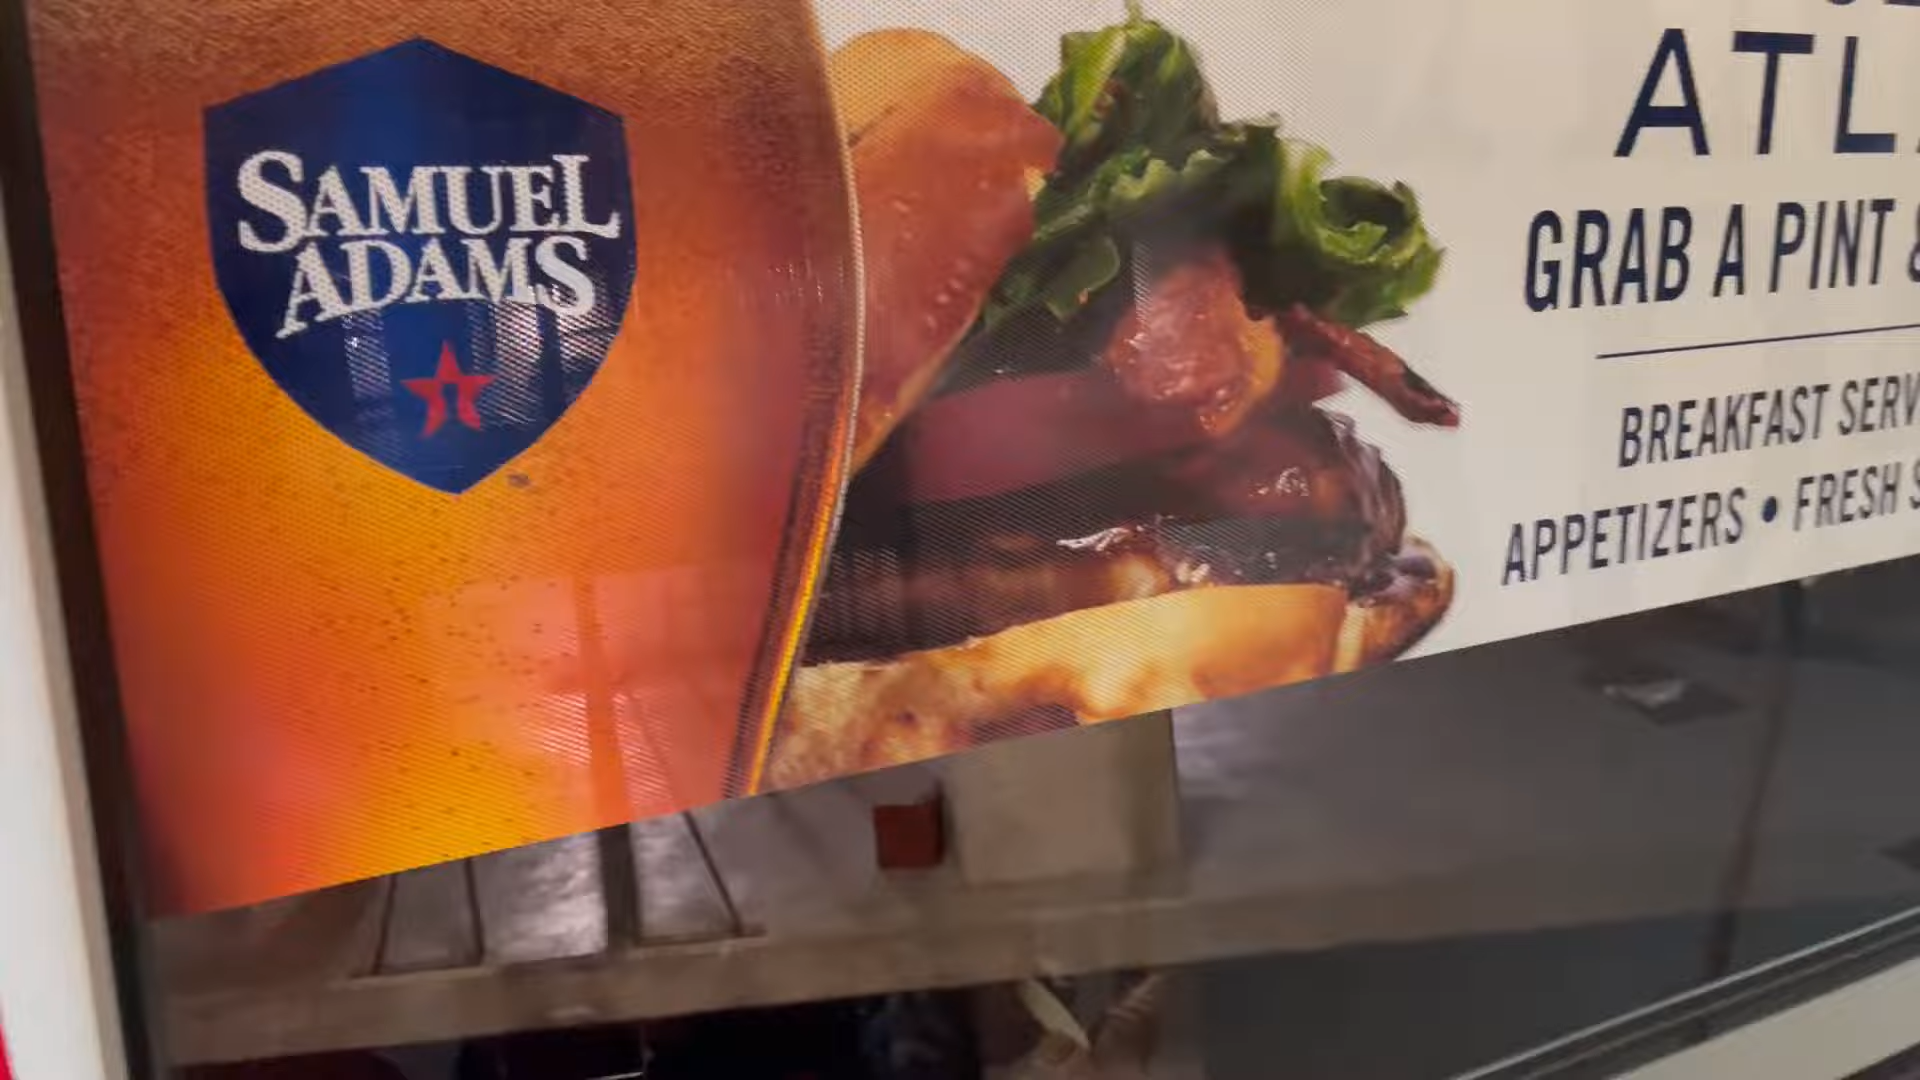 SAMUEL
ADAMS
ATL
GRAB A PINT &
BREAKFAST SERV
APPETIZERS • FRESH S